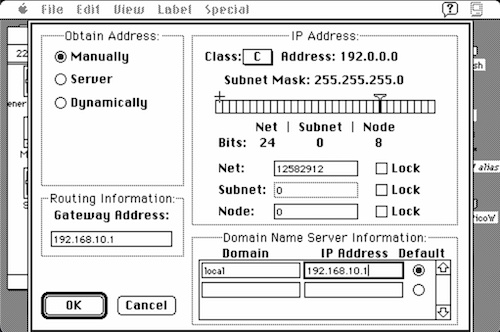 File Edit View Label Special
Obtain Address:
Manually
Server
Dynamically
Routing Information:
Gateway Address:
192.168.10.1
OK
Cancel
IP Address:
Class: C Address: 192.0.0.0
Subnet Mask: 255.255.255.0
Net | Subnet | Node
Bits: 24 0 8
Net: 12582912 Lock
Subnet: 0 Lock
Node: 0 Lock
Domain Name Server Information:
Domain IP Address Default
local 192.168.10.1
22
ener
M
S
sh
alias
icoW